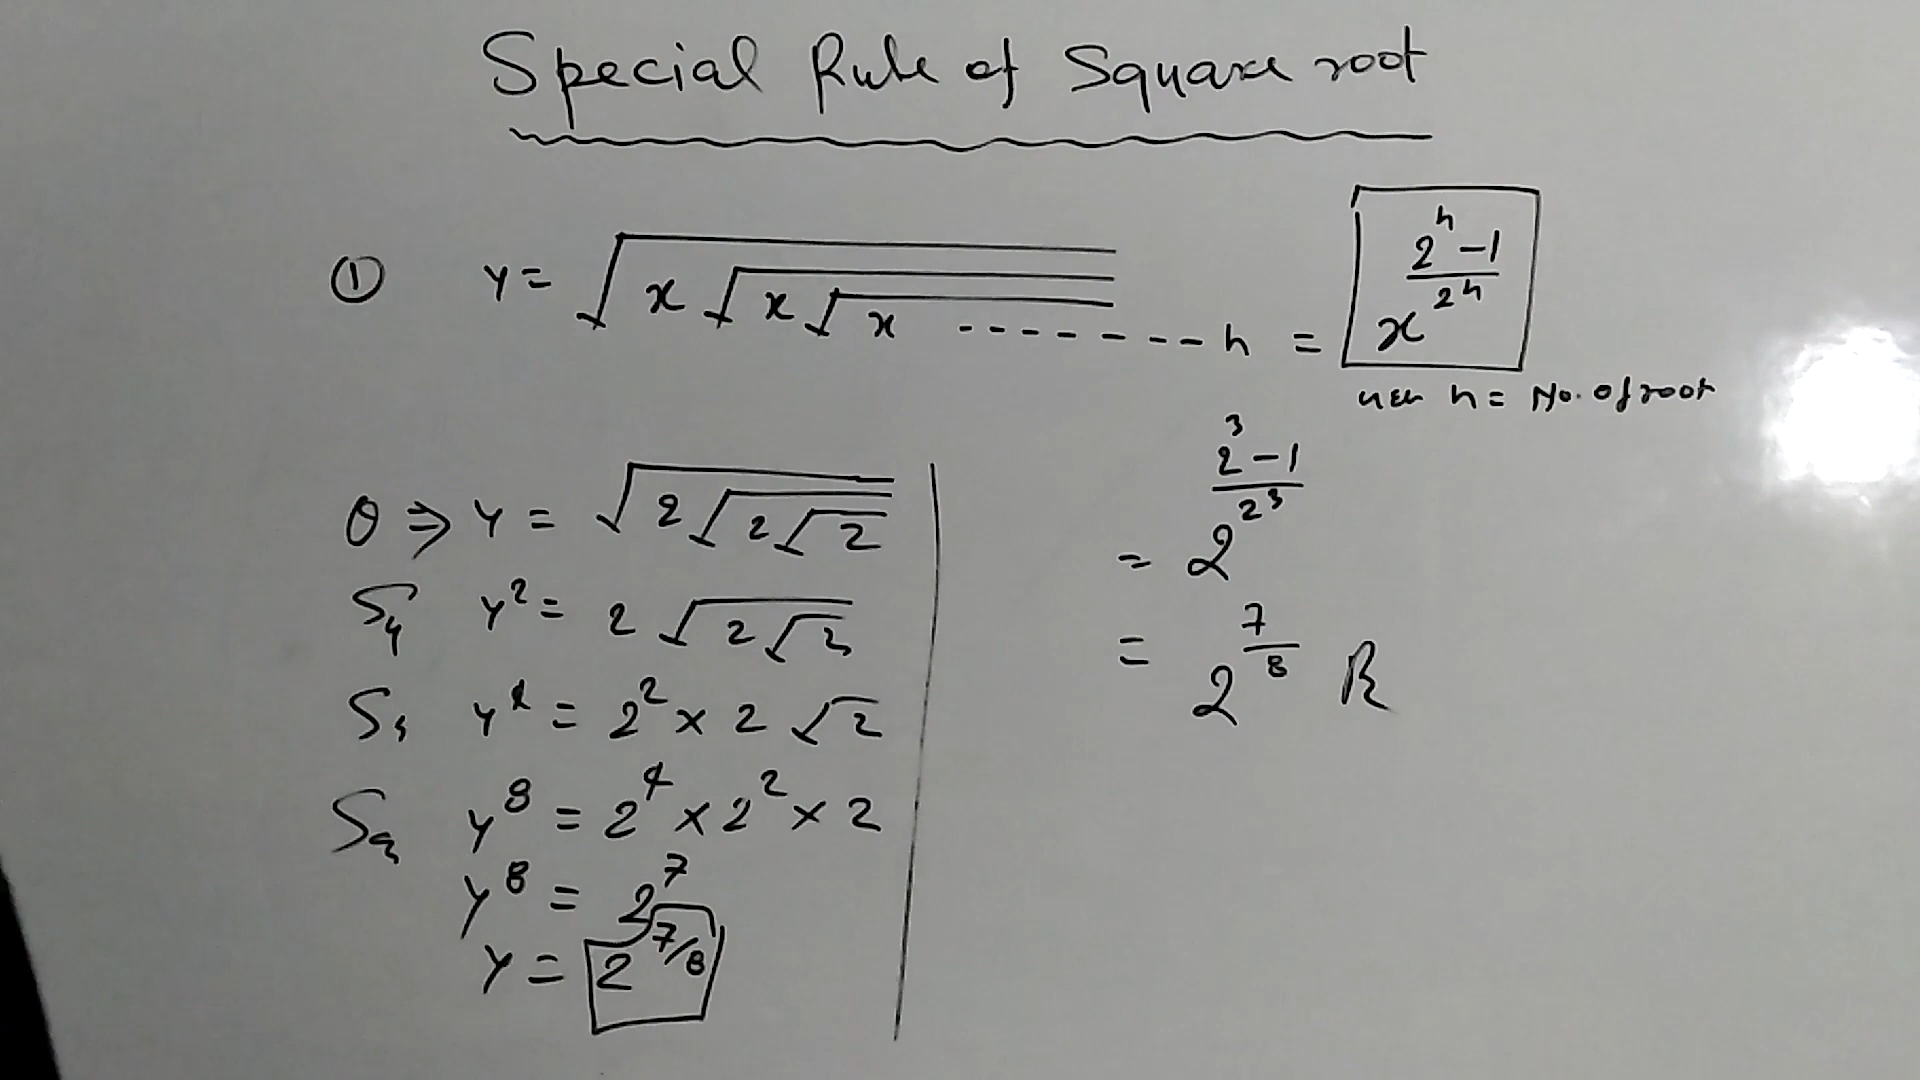 Special Rule of Square root
① y = √x√x√x -------- n = x^((2^n - 1)/2^n)
n = No. of root
θ ⇒ y = √2√2√2
y² = 2√2√2
y⁴ = 2² × 2√2
y⁸ = 2⁴ × 2² × 2
y⁸ = 2⁷
y = 2^(7/8)
= 2^((2³ - 1)/2³)
= 2^(7/8)